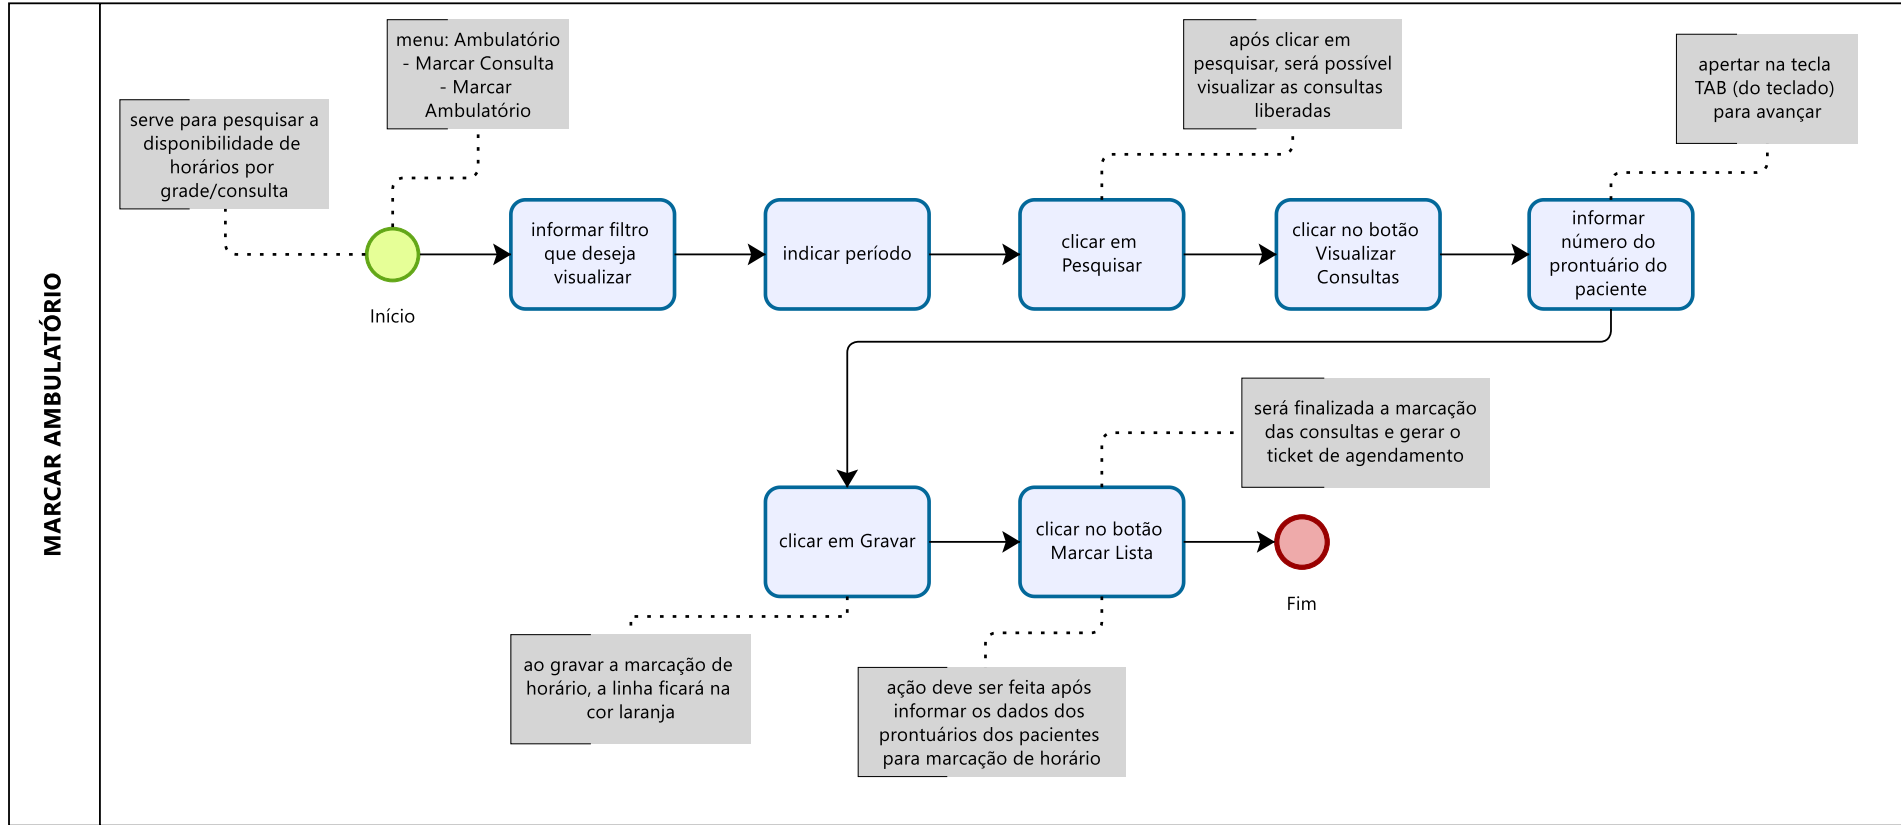 MARCAR AMBULATÓRIO
serve para pesquisar a
disponibilidade de
horários por
grade/consulta
menu: Ambulatório
- Marcar Consulta
- Marcar
Ambulatório
após clicar em
pesquisar, será possível
visualizar as consultas
liberadas
apertar na tecla
TAB (do teclado)
para avançar
Início
informar filtro
que deseja
visualizar
indicar período
clicar em
Pesquisar
clicar no botão
Visualizar
Consultas
informar
número do
prontuário do
paciente
será finalizada a marcação
das consultas e gerar o
ticket de agendamento
clicar em Gravar
clicar no botão
Marcar Lista
Fim
ao gravar a marcação de
horário, a linha ficará na
cor laranja
ação deve ser feita após
informar os dados dos
prontuários dos pacientes
para marcação de horário